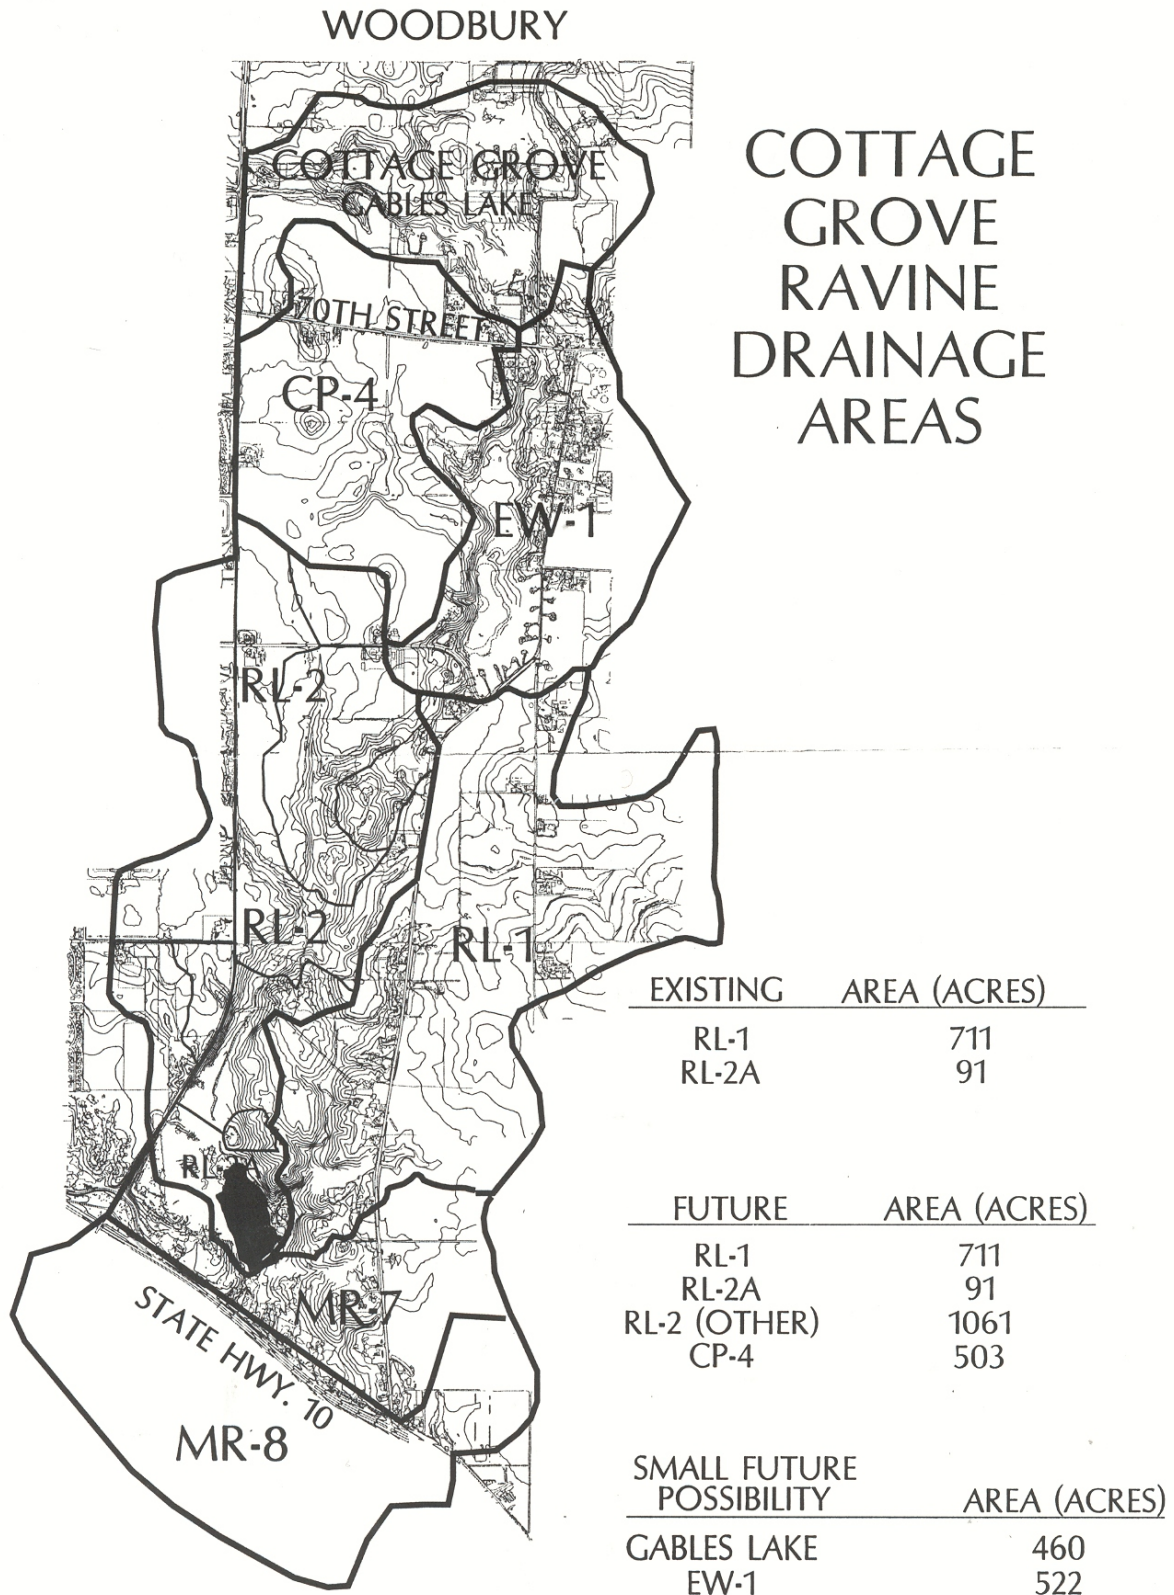 WOODBURY
COTTAGE
GROVE
RAVINE
DRAINAGE
AREAS
COTTAGE GROVE
GABLES LAKE
70TH STREET
CP-4
EW-1
RL-2
RL-2
RL-1
RL-2A
MR-7
STATE HWY. 10
MR-8
EXISTING AREA (ACRES)
RL-1 711
RL-2A 91
FUTURE AREA (ACRES)
RL-1 711
RL-2A 91
RL-2 (OTHER) 1061
CP-4 503
SMALL FUTURE
POSSIBILITY AREA (ACRES)
GABLES LAKE 460
EW-1 522